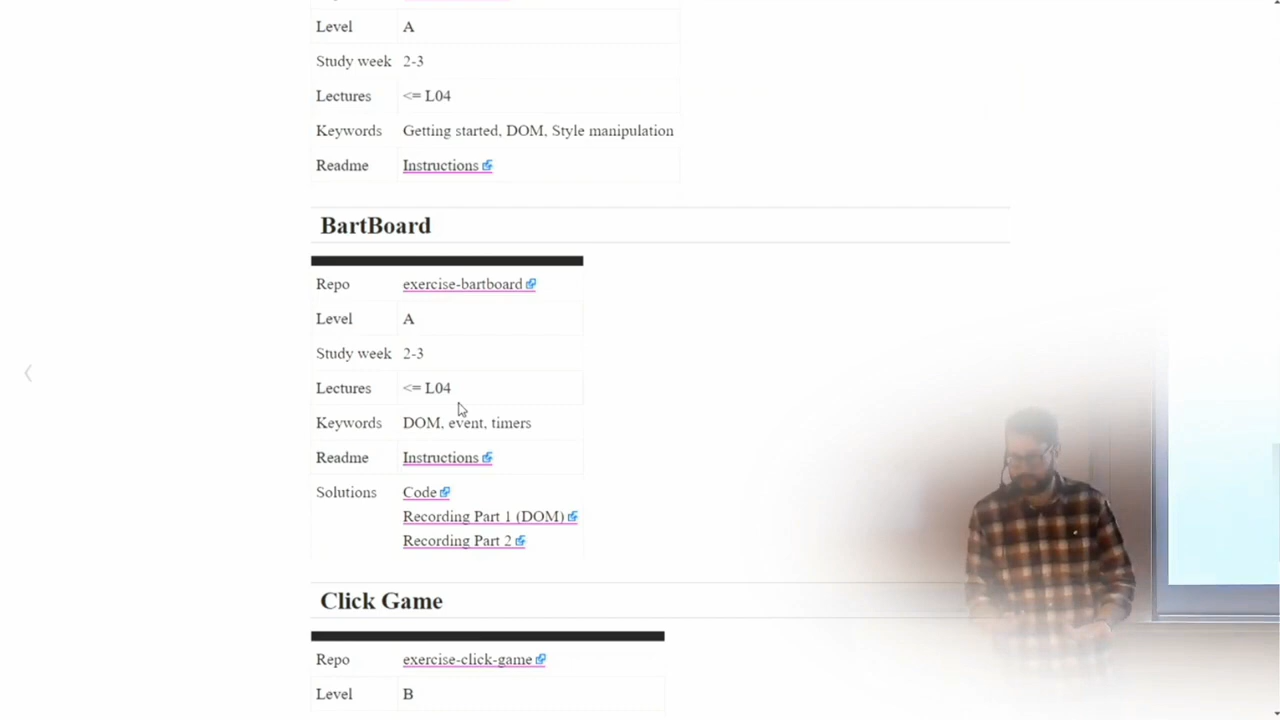 Level A
Study week 2-3
Lectures <= L04
Keywords Getting started, DOM, Style manipulation
Readme Instructions
BartBoard
Repo exercise-bartboard
Level A
Study week 2-3
Lectures <= L04
Keywords DOM, event, timers
Readme Instructions
Solutions Code
Recording Part 1 (DOM)
Recording Part 2
Click Game
Repo exercise-click-game
Level B